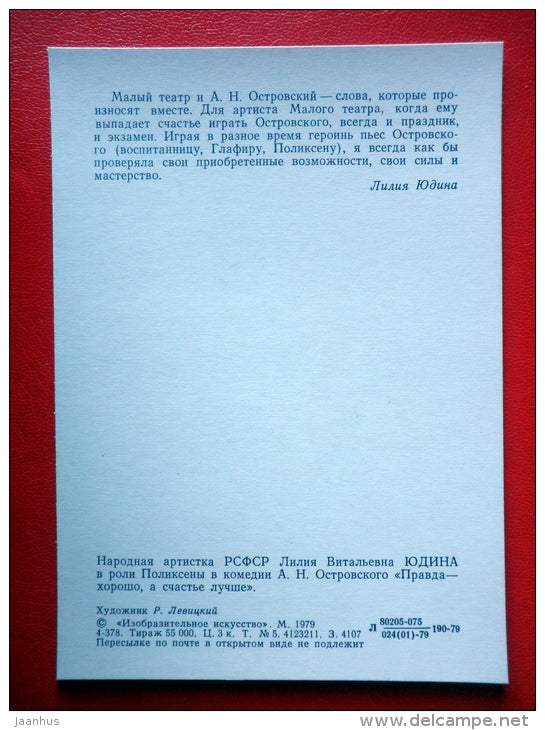 Малый театр и А. Н. Островский — слова, которые про-
износят вместе. Для артиста Малого театра, когда ему
выпадает счастье играть Островского, всегда и праздник,
и экзамен. Играя в разное время героинь пьес Островско-
го (воспитанницу, Глафиру, Поликсену), я всегда как бы
проверяла свои приобретенные возможности, свои силы и
мастерство.
Лилия Юдина
Народная артистка РСФСР Лилия Витальевна ЮДИНА
в роли Поликсены в комедии А. Н. Островского «Правда—
хорошо, а счастье лучше».
Художник Р. Левицкий
© «Изобразительное искусство». М. 1979
4-378. Тираж 55 000. Ц. 3 к. Т. № 5. 4123211. З. 4107
Пересылке по почте в открытом виде не подлежит
Л 80205-075 190-79
024(01)-79
jaanhus
www.delcampe.net